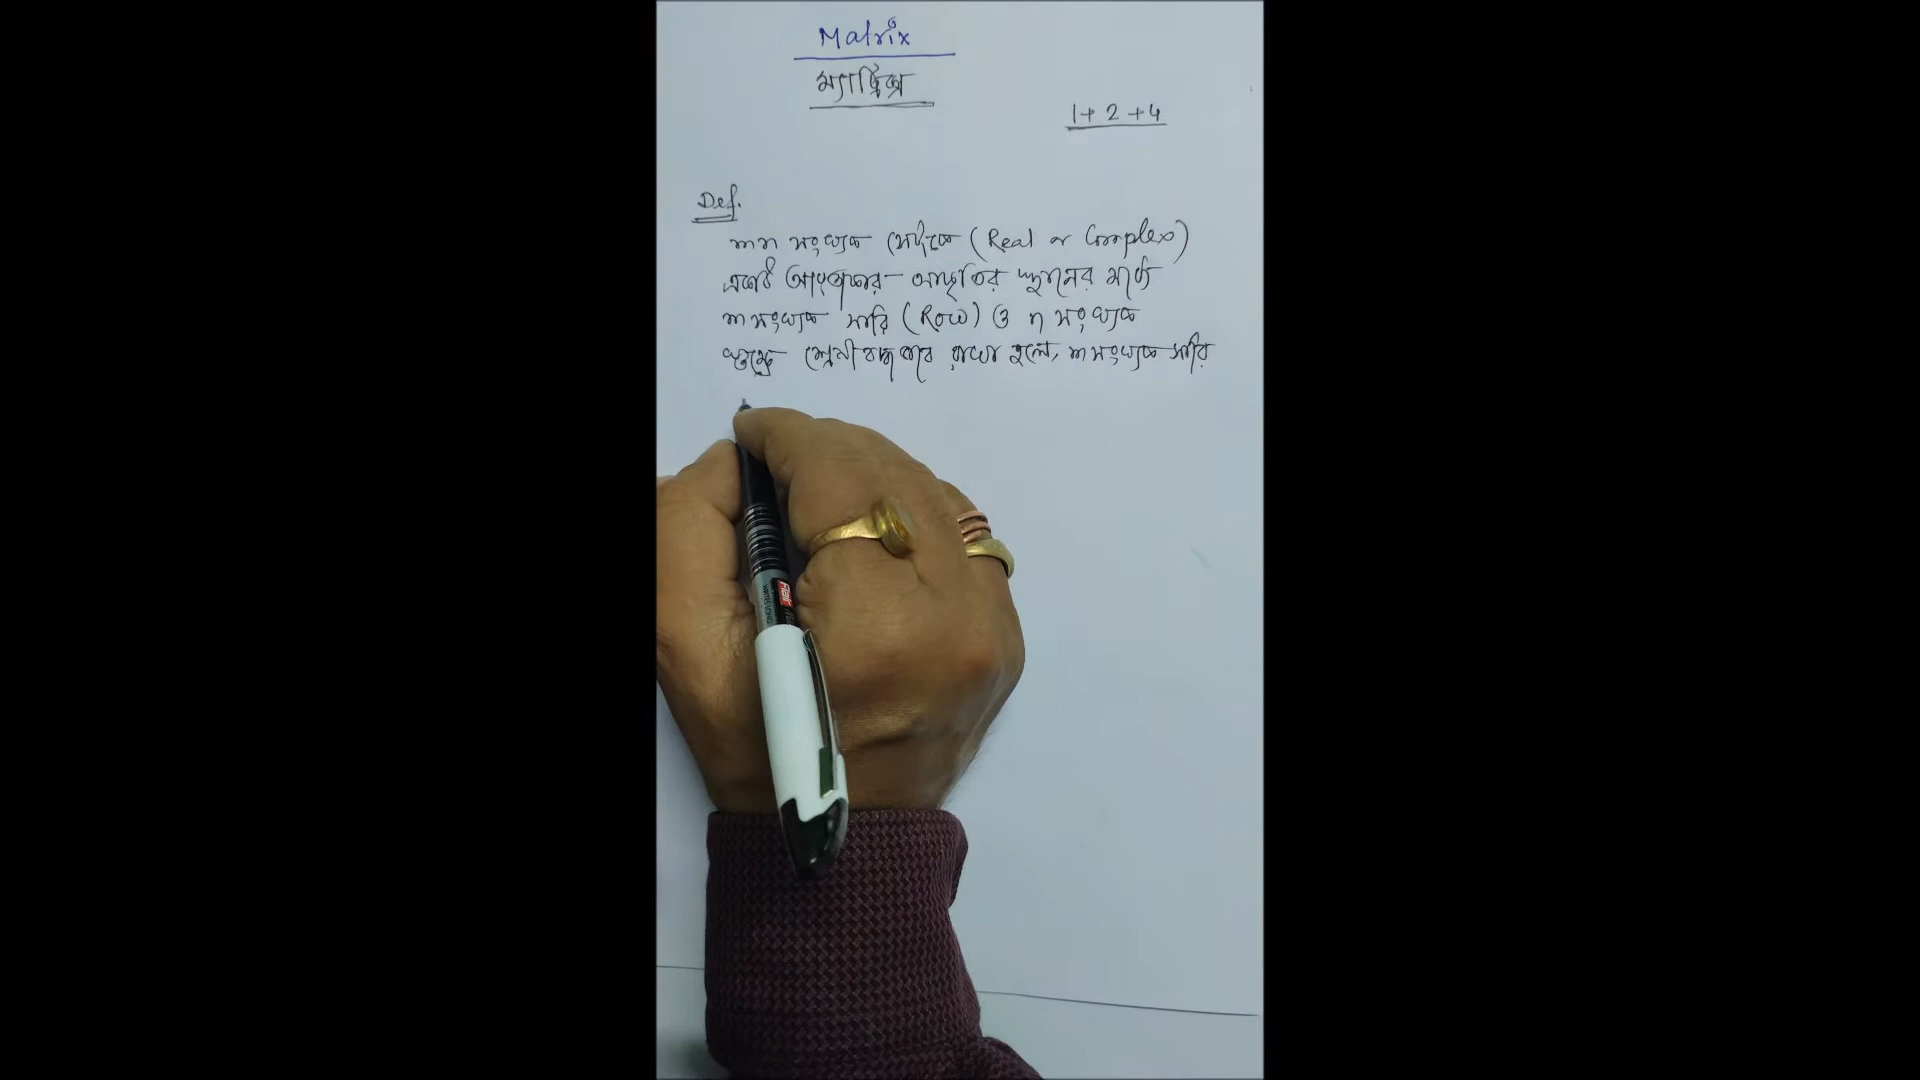 Matrix
ম্যাট্রিক্স
1+ 2 +4
Def.
mn সংখ্যক (Real or Complex)
একটি আয়তাকার আকৃতির স্থানের মধ্যে
m সংখ্যক সারি (Row) ও n সংখ্যক
স্তম্ভে শ্রেণীবদ্ধভাবে রাখা হলে, m সংখ্যক সারি
Flair